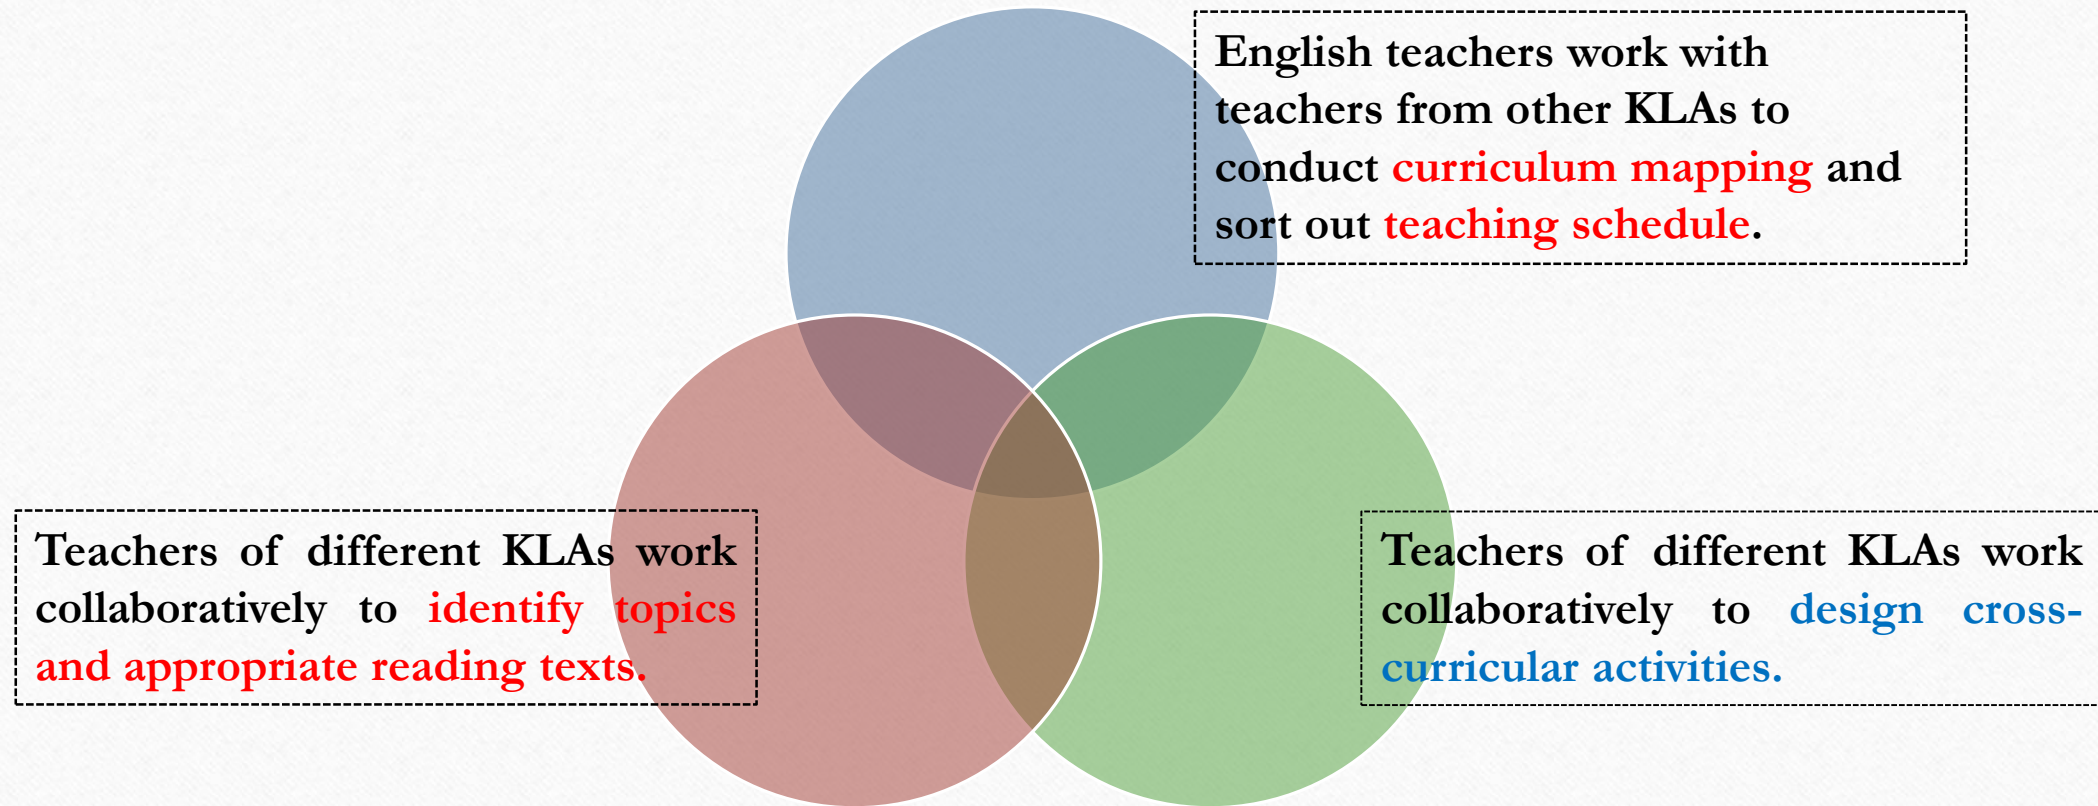 English teachers work with
teachers from other KLAs to
conduct curriculum mapping and
sort out teaching schedule.
Teachers of different KLAs work
collaboratively to identify topics
and appropriate reading texts.
Teachers of different KLAs work
collaboratively to design cross-
curricular activities.